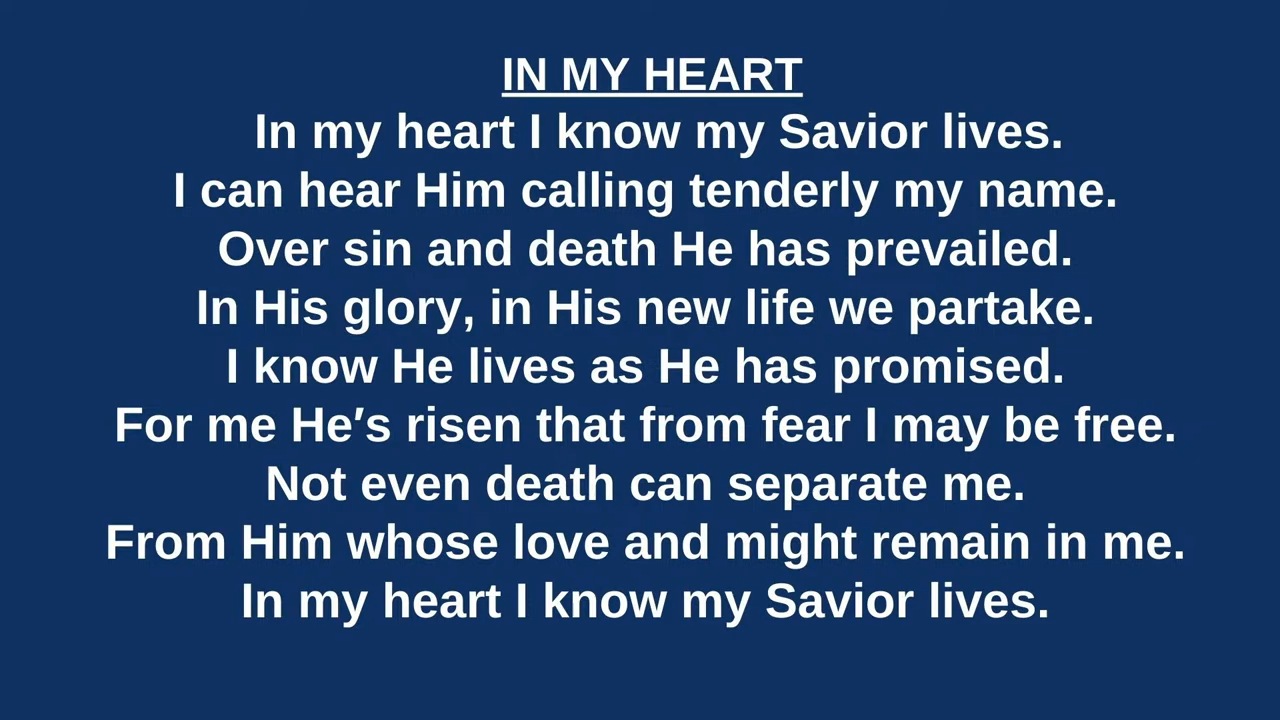 IN MY HEART
In my heart I know my Savior lives.
I can hear Him calling tenderly my name.
Over sin and death He has prevailed.
In His glory, in His new life we partake.
I know He lives as He has promised.
For me He′s risen that from fear I may be free.
Not even death can separate me.
From Him whose love and might remain in me.
In my heart I know my Savior lives.